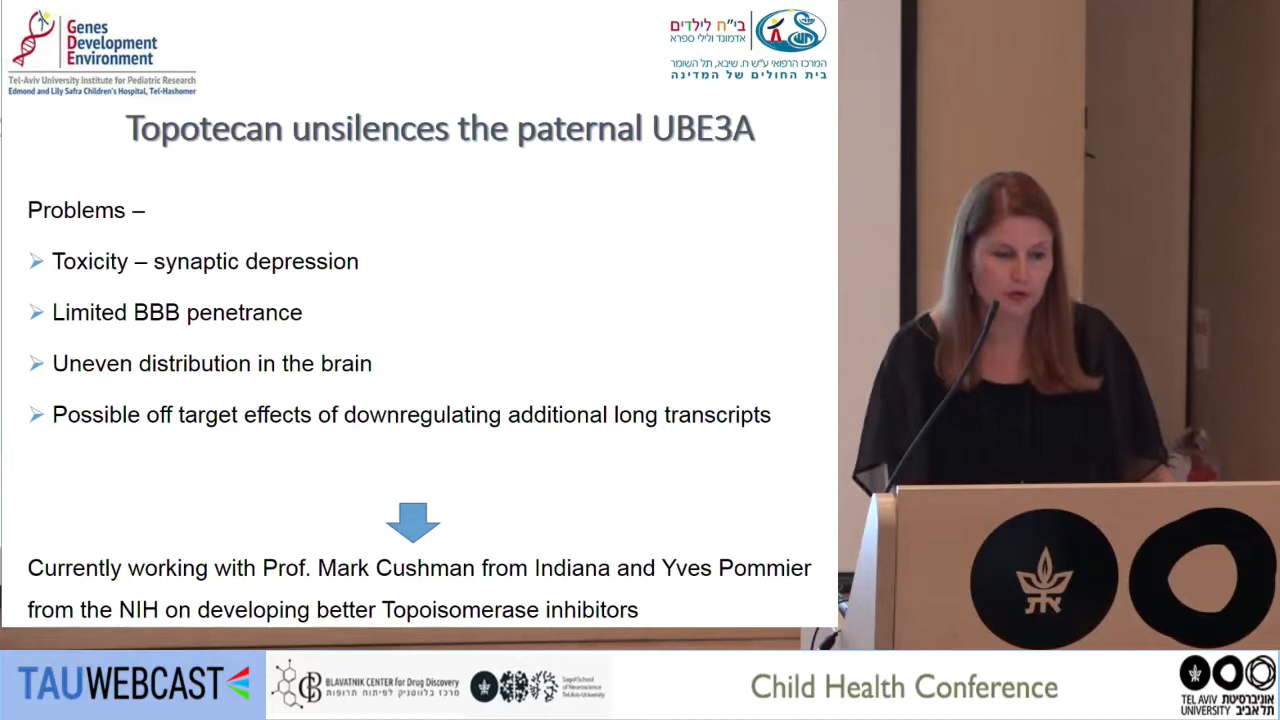 Genes
Development
Environment
Tel-Aviv University Institute for Pediatric Research
Edmond and Lily Safra Children's Hospital, Tel-Hashomer
בי"ח לילדים
אדמונד ולילי ספרא
המרכז הרפואי ע"ש ח. שיבא, תל השומר
בית החולים של המדינה
Topotecan unsilences the paternal UBE3A
Problems –
Toxicity – synaptic depression
Limited BBB penetrance
Uneven distribution in the brain
Possible off target effects of downregulating additional long transcripts
Currently working with Prof. Mark Cushman from Indiana and Yves Pommier
from the NIH on developing better Topoisomerase inhibitors
את
TAUWEBCAST
BLAVATNIK CENTER for Drug Discovery
מרכז בלווטניק לפיתוח תרופות
Sagol School
of Neuroscience
Tel Aviv University
Child Health Conference
TEL AVIV אוניברסיטת
UNIVERSITY תל אביב